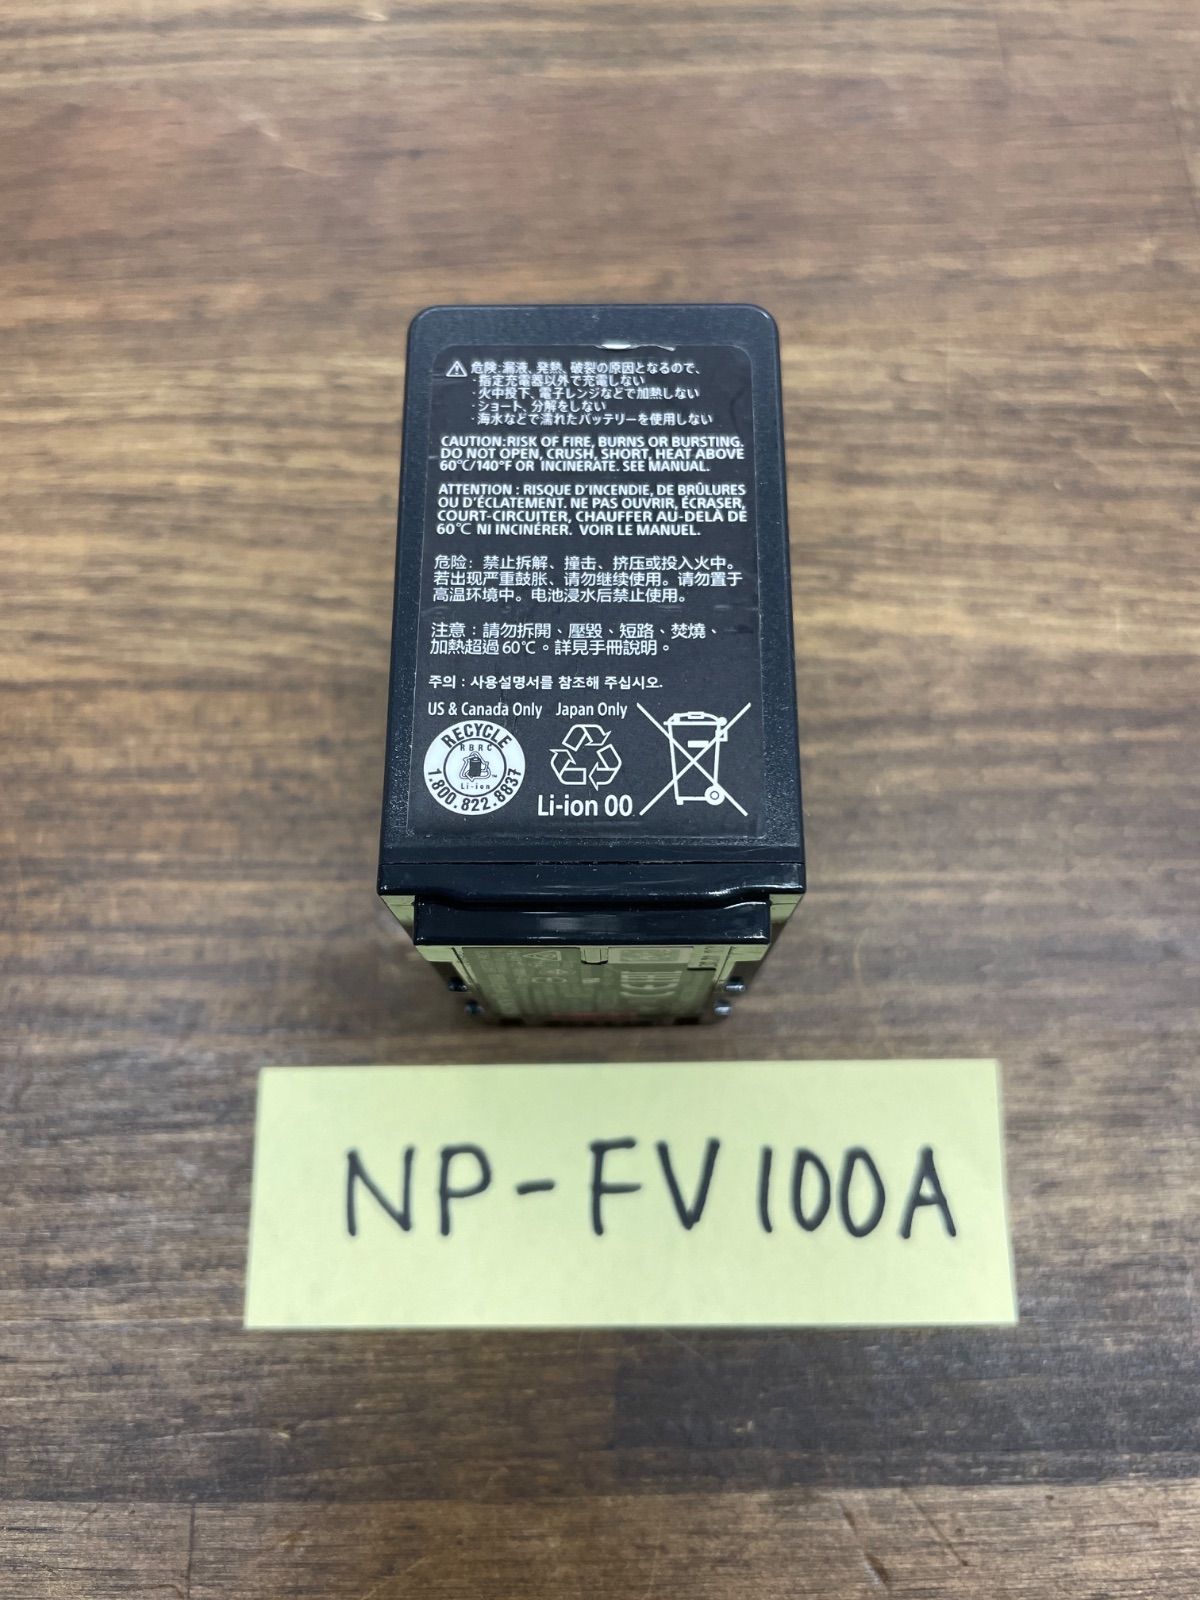 ⚠危険:漏液、発熱、破裂の原因となるので、
・指定充電器以外で充電しない
・火中投下、電子レンジなどで加熱しない
・ショート、分解をしない
・海水などで濡れたバッテリーを使用しない
CAUTION:RISK OF FIRE, BURNS OR BURSTING.
DO NOT OPEN, CRUSH, SHORT, HEAT ABOVE
60℃/140°F OR INCINERATE. SEE MANUAL.
ATTENTION : RISQUE D'INCENDIE, DE BRÛLURES
OU D'ÉCLATEMENT. NE PAS OUVRIR, ÉCRASER,
COURT-CIRCUITER, CHAUFFER AU-DELÀ DE
60℃ NI INCINÉRER. VOIR LE MANUEL.
危险：禁止拆解、撞击、挤压或投入火中。
若出现严重鼓胀、请勿继续使用。请勿置于
高温环境中。电池浸水后禁止使用。
注意：請勿拆開、壓毀、短路、焚燒、
加熱超過60℃。詳見手冊說明。
주의 : 사용설명서를 참조해 주십시오.
US & Canada Only Japan Only
RECYCLE
RBRC
Li-ion
1.800.822.8837
Li-ion 00
NP-FV100A